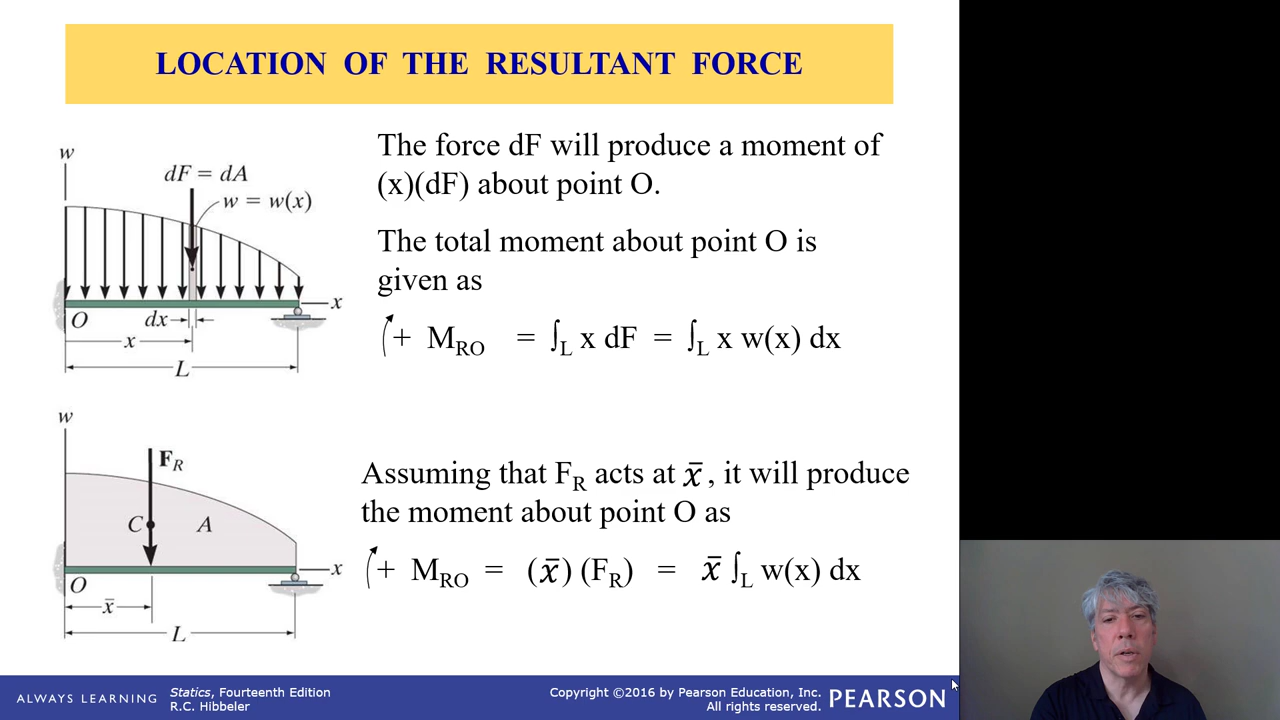 LOCATION OF THE RESULTANT FORCE
w
dF = dA
w = w(x)
O
dx
x
x
L
The force dF will produce a moment of
(x)(dF) about point O.
The total moment about point O is
given as
+ M_RO = ∫_L x dF = ∫_L x w(x) dx
w
F_R
C
A
O
x
x̄
L
Assuming that F_R acts at x̄, it will produce
the moment about point O as
+ M_RO = (x̄) (F_R) = x̄ ∫_L w(x) dx
ALWAYS LEARNING
Statics, Fourteenth Edition
R.C. Hibbeler
Copyright ©2016 by Pearson Education, Inc.
All rights reserved.
PEARSON